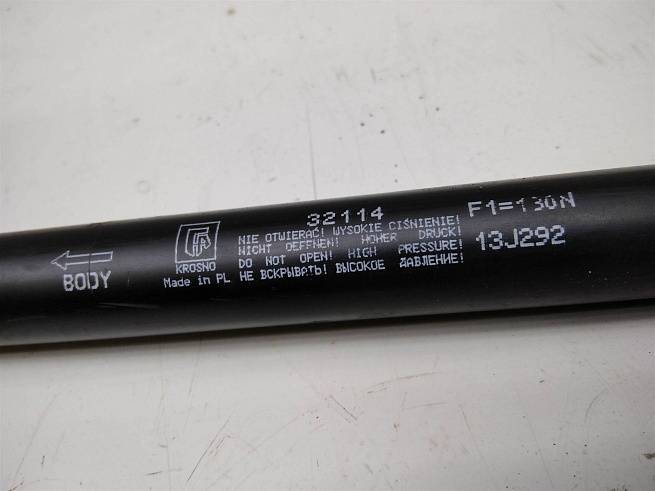 BODY
KROSNO
Made in PL
32114
NIE OTWIERAĆ! WYSOKIE CIŚNIENIE!
NICHT OEFFNEN! HOHER DRUCK!
DO NOT OPEN! HIGH PRESSURE!
НЕ ВСКРЫВАТЬ! ВЫСОКОЕ ДАВЛЕНИЕ!
F1=130N
13J292